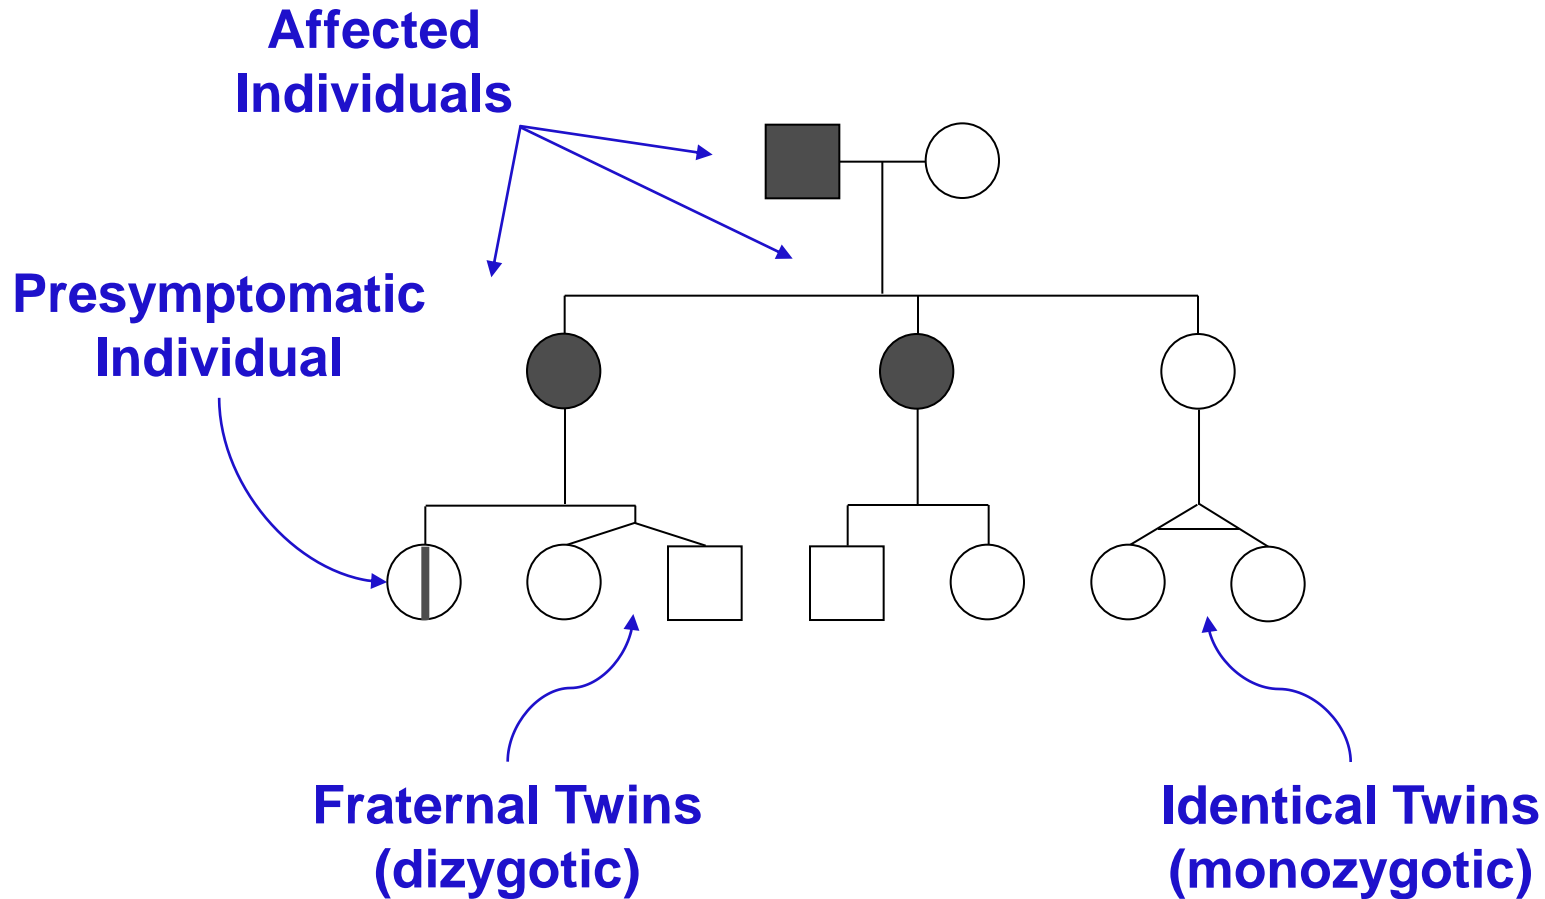 Affected
Individuals
Presymptomatic
Individual
Fraternal Twins
(dizygotic)
Identical Twins
(monozygotic)